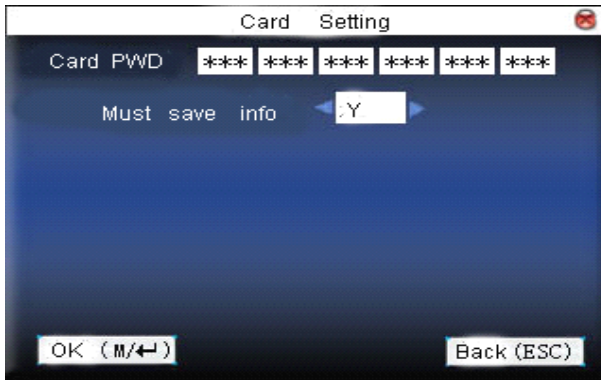 Card Setting
Card PWD *** *** *** *** *** ***
Must save info :Y
OK (M/↵) Back (ESC)